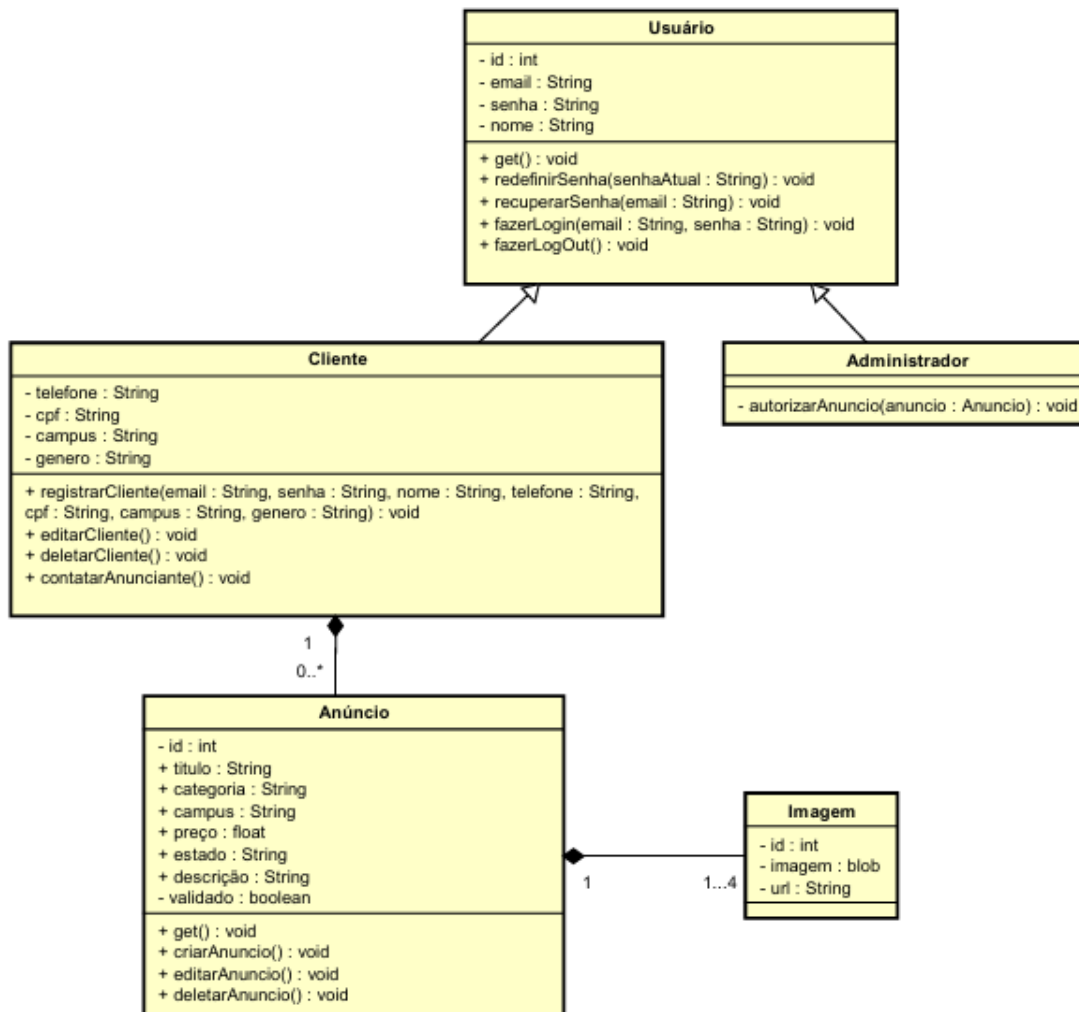 Usuário
- id : int
- email : String
- senha : String
- nome : String
+ get() : void
+ redefinirSenha(senhaAtual : String) : void
+ recuperarSenha(email : String) : void
+ fazerLogin(email : String, senha : String) : void
+ fazerLogOut() : void
Cliente
- telefone : String
- cpf : String
- campus : String
- genero : String
+ registrarCliente(email : String, senha : String, nome : String, telefone : String,
cpf : String, campus : String, genero : String) : void
+ editarCliente() : void
+ deletarCliente() : void
+ contatarAnunciante() : void
Administrador
- autorizarAnuncio(anuncio : Anuncio) : void
1
0..*
Anúncio
- id : int
+ titulo : String
+ categoria : String
+ campus : String
+ preço : float
+ estado : String
+ descrição : String
- validado : boolean
+ get() : void
+ criarAnuncio() : void
+ editarAnuncio() : void
+ deletarAnuncio() : void
1
1...4
Imagem
- id : int
- imagem : blob
- url : String